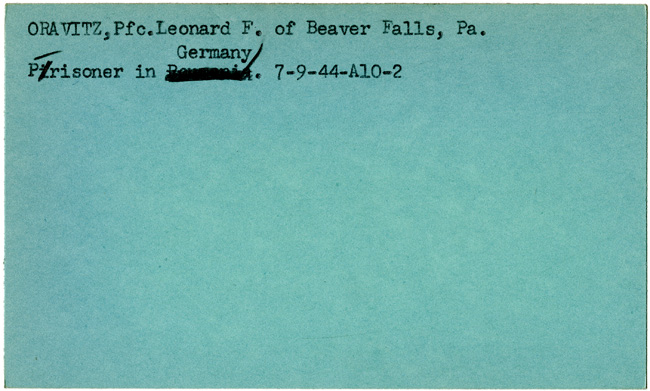 ORAVITZ,Pfc.Leonard F. of Beaver Falls, Pa.
Germany
Prisoner in . 7-9-44-A10-2